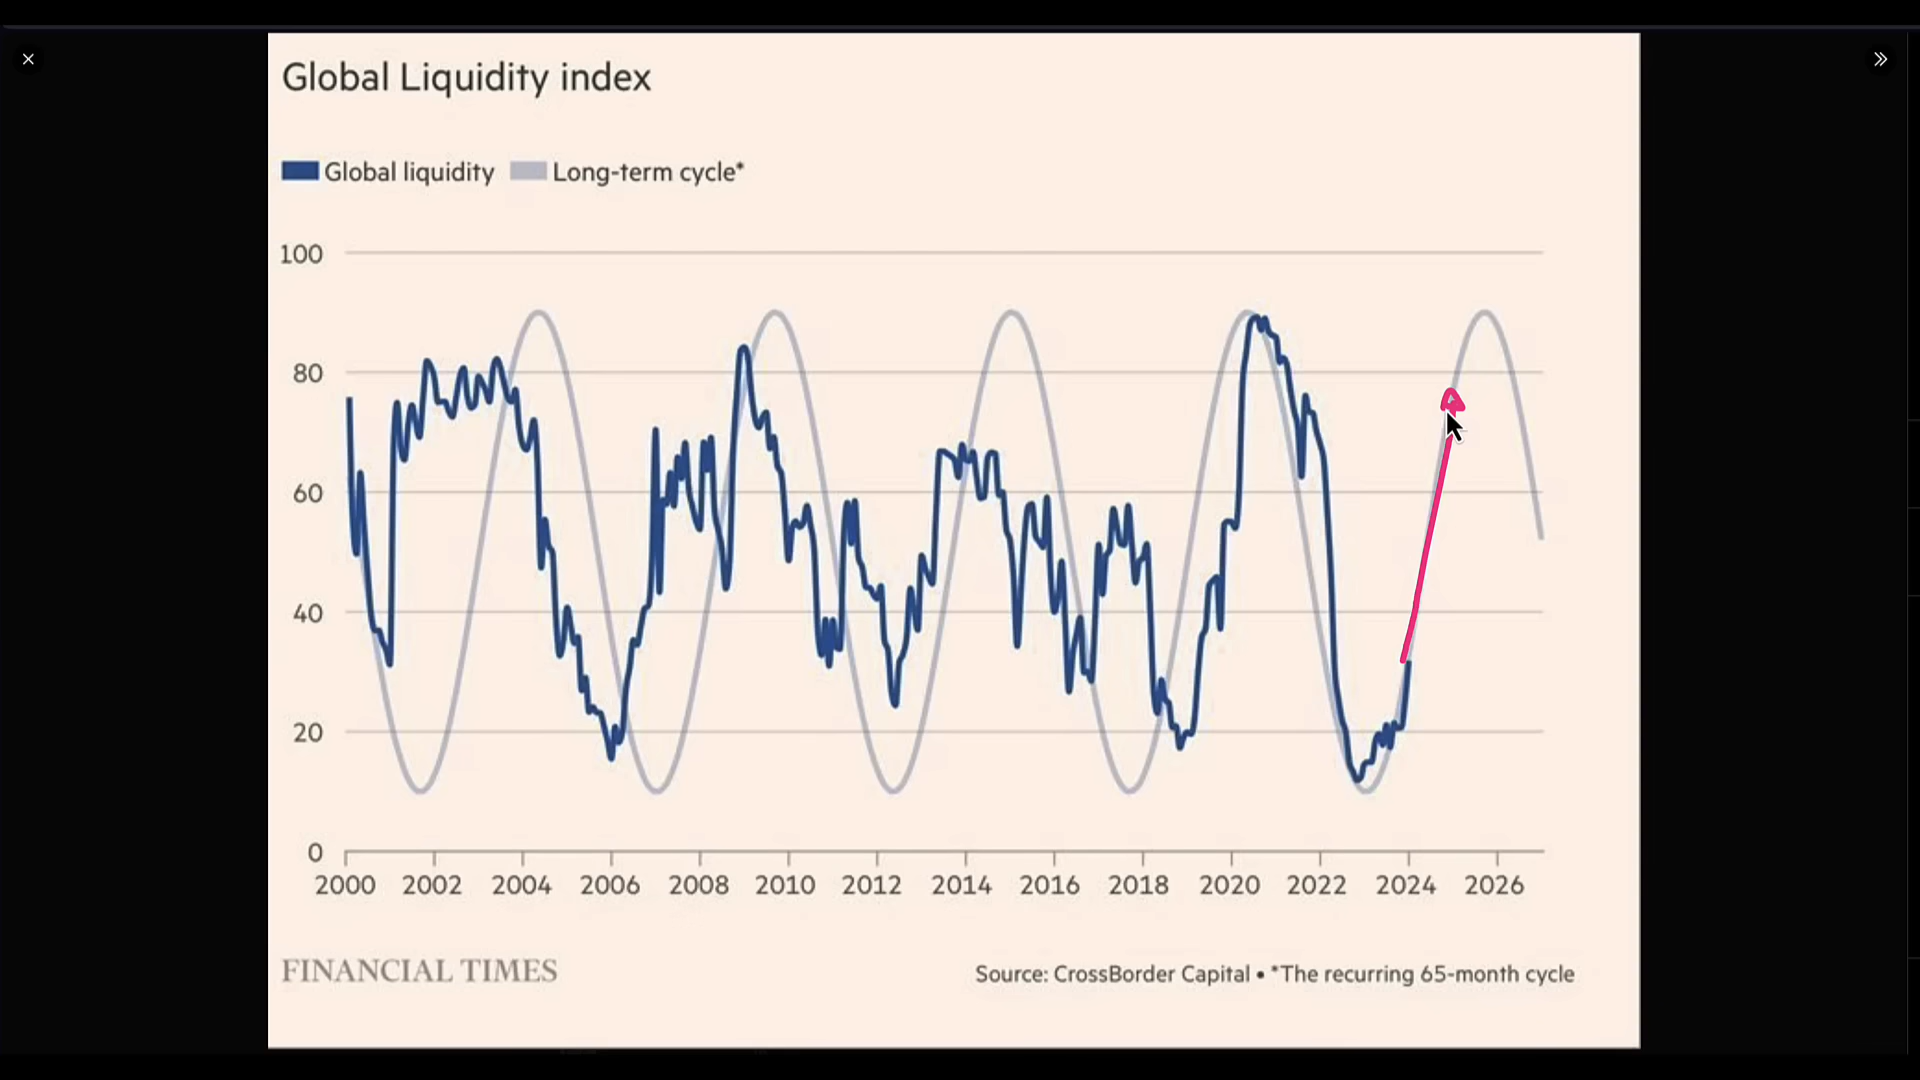 Global Liquidity index
Global liquidity Long-term cycle*
100
80
60
40
20
0
2000 2002 2004 2006 2008 2010 2012 2014 2016 2018 2020 2022 2024 2026
FINANCIAL TIMES
Source: CrossBorder Capital • *The recurring 65-month cycle